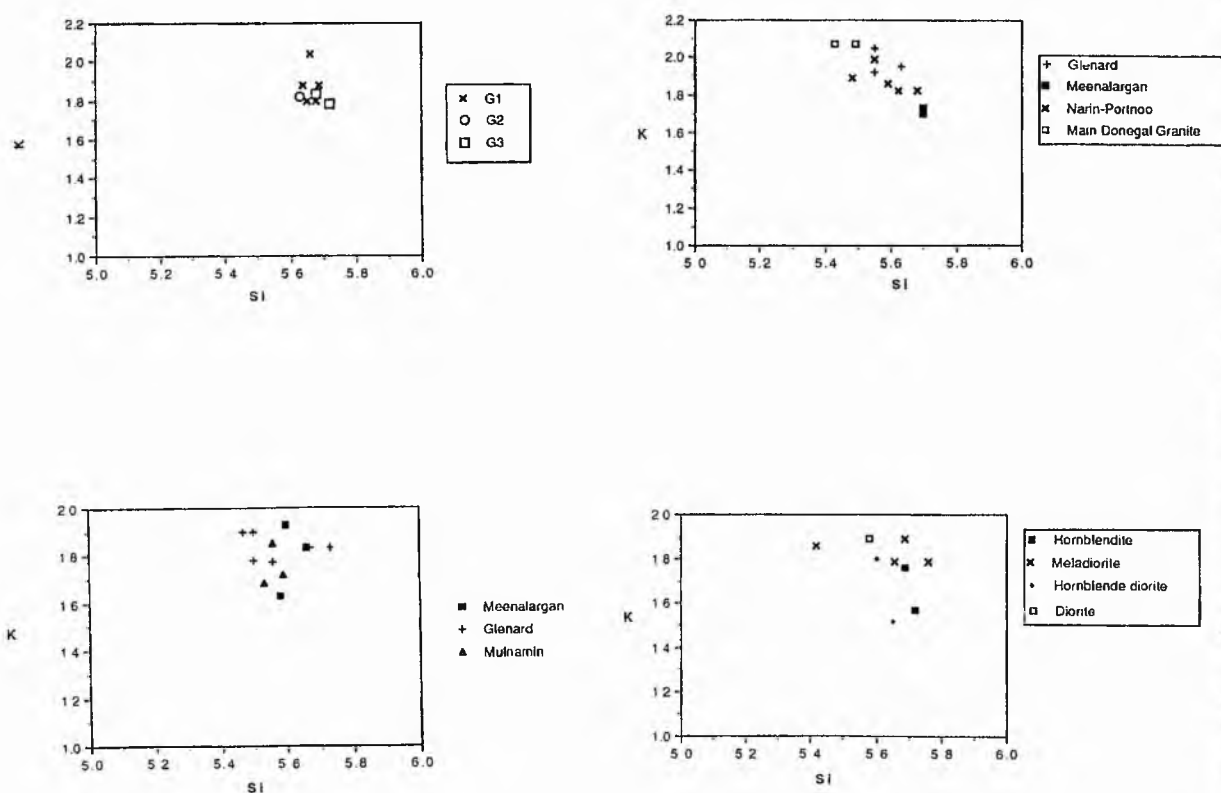 2.2
2.0
1.8
1.6
1.4
1.2
1.0
K
5.0 5.2 5.4 5.6 5.8 6.0
Si
G1
G2
G3
2.2
2.0
1.8
1.6
1.4
1.2
1.0
K
5.0 5.2 5.4 5.6 5.8 6.0
Si
Glenard
Meenalargan
Narin-Portnoo
Main Donegal Granite
2.0
1.8
1.6
1.4
1.2
1.0
K
5.0 5.2 5.4 5.6 5.8 6.0
Si
Meenalargan
Glenard
Mulnamin
2.0
1.8
1.6
1.4
1.2
1.0
K
5.0 5.2 5.4 5.6 5.8 6.0
Si
Hornblendite
Meladiorite
Hornblende diorite
Diorite